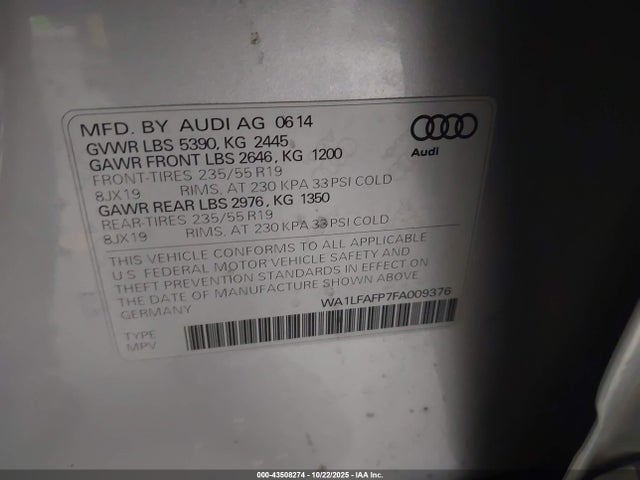 MFD. BY AUDI AG 0614
GVWR LBS 5390, KG 2445
GAWR FRONT LBS 2646, KG 1200
FRONT-TIRES 235/55 R19
8JX19 RIMS, AT 230 KPA 33 PSI COLD
GAWR REAR LBS 2976, KG 1350
REAR-TIRES 235/55 R19
8JX19 RIMS, AT 230 KPA 33 PSI COLD
Audi
THIS VEHICLE CONFORMS TO ALL APPLICABLE
U S FEDERAL MOTOR VEHICLE SAFETY AND
THEFT PREVENTION STANDARDS IN EFFECT ON
THE DATE OF MANUFACTURE SHOWN ABOVE
GERMANY WA1LFAFP7FA009376
TYPE
MPV
000-43508274 | 10/22/2025 | IAA Inc.